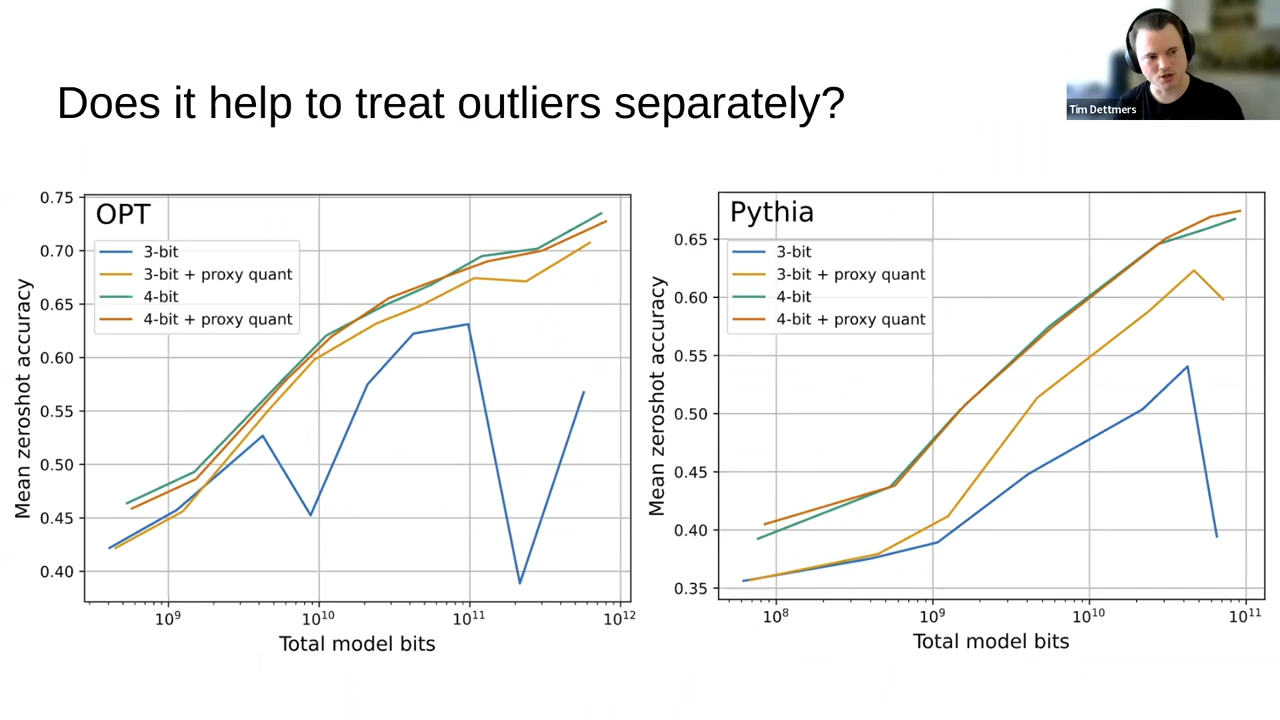 Does it help to treat outliers separately?
Tim Dettmers
OPT
3-bit
3-bit + proxy quant
4-bit
4-bit + proxy quant
Mean zeroshot accuracy
0.75
0.70
0.65
0.60
0.55
0.50
0.45
0.40
10⁹
10¹⁰
10¹¹
10¹²
Total model bits
Pythia
3-bit
3-bit + proxy quant
4-bit
4-bit + proxy quant
Mean zeroshot accuracy
0.65
0.60
0.55
0.50
0.45
0.40
0.35
10⁸
10⁹
10¹⁰
10¹¹
Total model bits